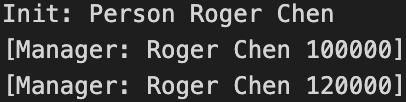 Init: Person Roger Chen
[Manager: Roger Chen 100000]
[Manager: Roger Chen 120000]